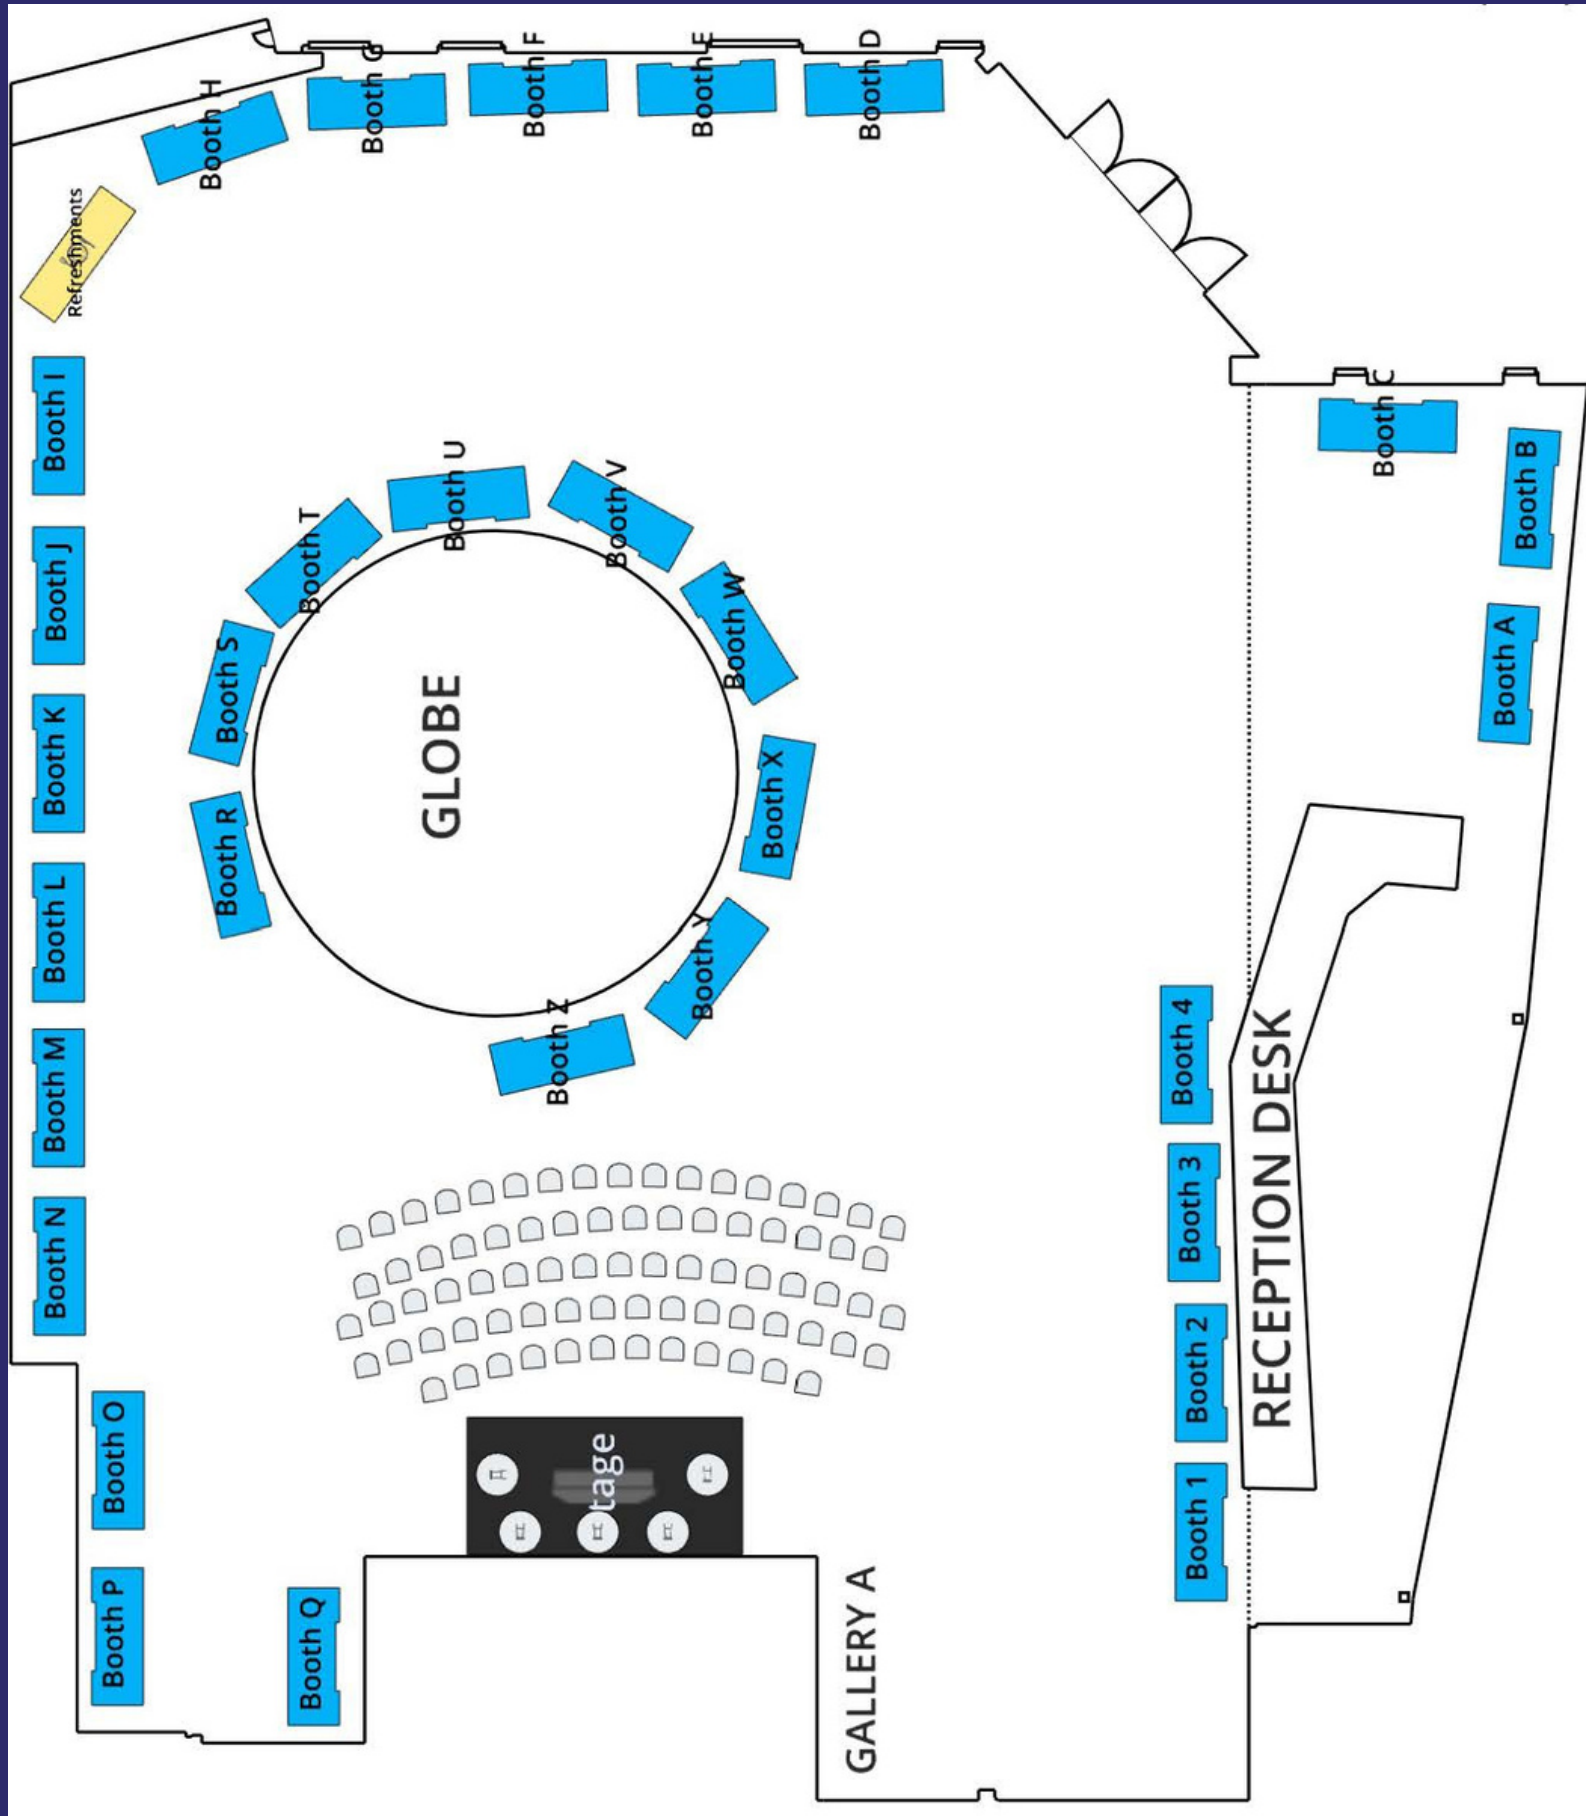 Booth H
Booth G
Booth F
Booth E
Booth D
Refreshments
Booth I
Booth J
Booth K
Booth L
Booth M
Booth N
Booth O
Booth P
Booth Q
Booth U
Booth V
Booth T
Booth W
Booth S
Booth R
Booth X
Booth Y
Booth Z
GLOBE
Booth C
Booth B
Booth A
Booth 4
Booth 3
Booth 2
Booth 1
RECEPTION DESK
tage
GALLERY A